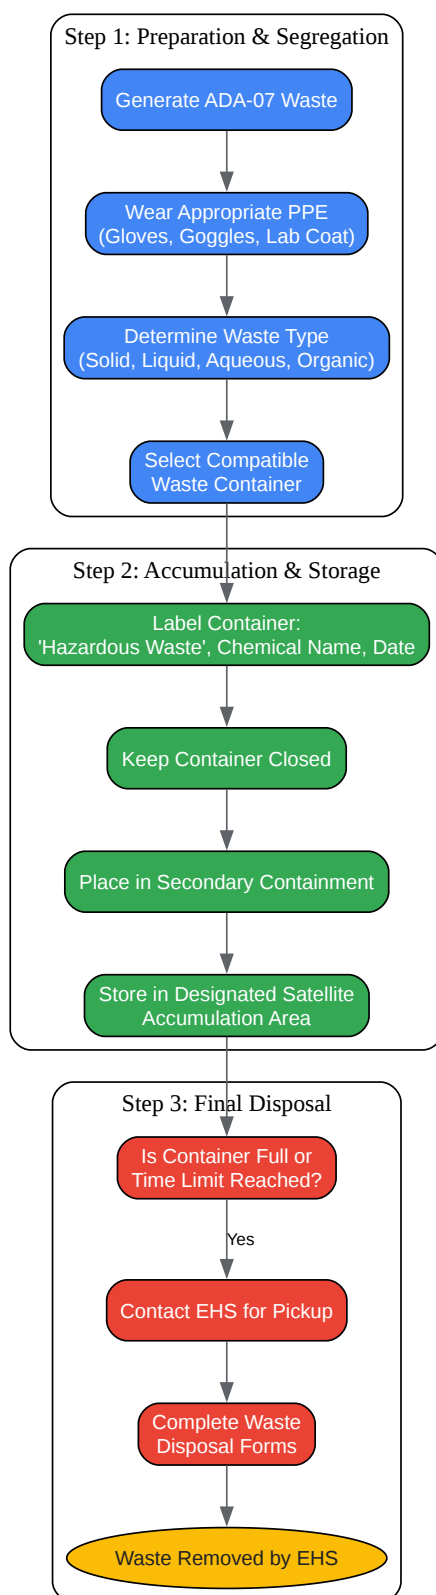 Step 1: Preparation & Segregation
Generate ADA-07 Waste
Wear Appropriate PPE
(Gloves, Goggles, Lab Coat)
Determine Waste Type
(Solid, Liquid, Aqueous, Organic)
Select Compatible
Waste Container
Step 2: Accumulation & Storage
Label Container:
'Hazardous Waste', Chemical Name, Date
Keep Container Closed
Place in Secondary Containment
Store in Designated Satellite
Accumulation Area
Step 3: Final Disposal
Is Container Full or
Time Limit Reached?
Yes
Contact EHS for Pickup
Complete Waste
Disposal Forms
Waste Removed by EHS